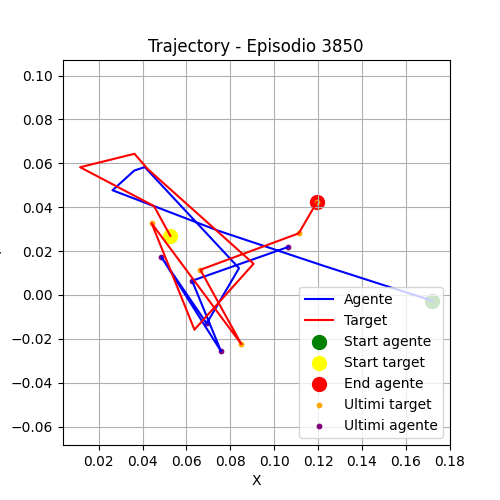 Trajectory - Episodio 3850
0.10
0.08
0.06
0.04
0.02
0.00
−0.02
−0.04
−0.06
0.02 0.04 0.06 0.08 0.10 0.12 0.14 0.16 0.18
X
Agente
Target
Start agente
Start target
End agente
Ultimi target
Ultimi agente